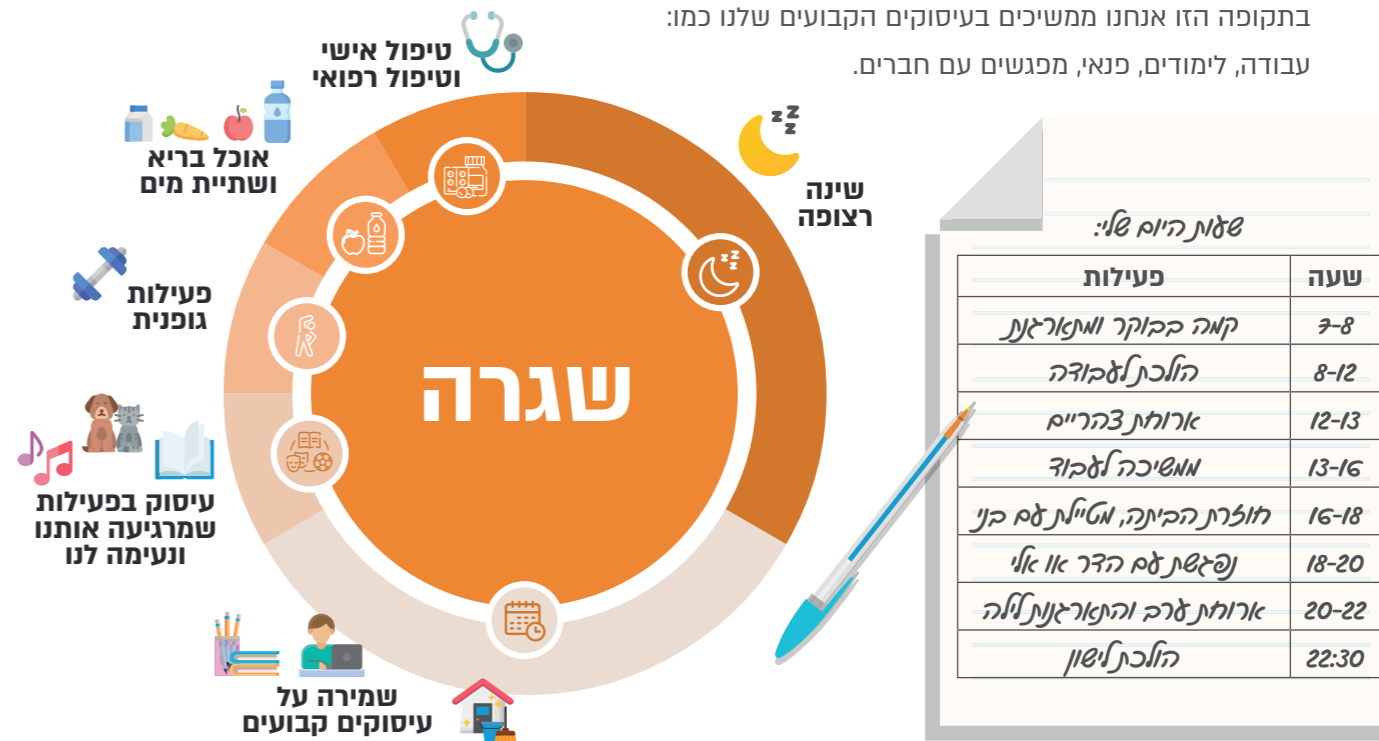 בתקופה הזו אנחנו ממשיכים בעיסוקים הקבועים שלנו כמו:
עבודה, לימודים, פנאי, מפגשים עם חברים.
טיפול אישי
וטיפול רפואי
אוכל בריא
ושתיית מים
שינה
רצופה
פעילות
גופנית
שגרה
עיסוק בפעילות
שמרגיעה אותנו
ונעימה לנו
שמירה על
עיסוקים קבועים
שעות היום שלי:
שעה פעילות
7-8 קמה בבוקר ומתארגנת
8-12 הולכת לעבודה
12-13 ארוחת צהריים
13-16 ממשיכה לעבוד
16-18 חוזרת הביתה, מטיילת עם בני
18-20 נפגשת עם הדר או אלי
20-22 ארוחת ערב והתארגנות לילה
22:30 הולכת לישון